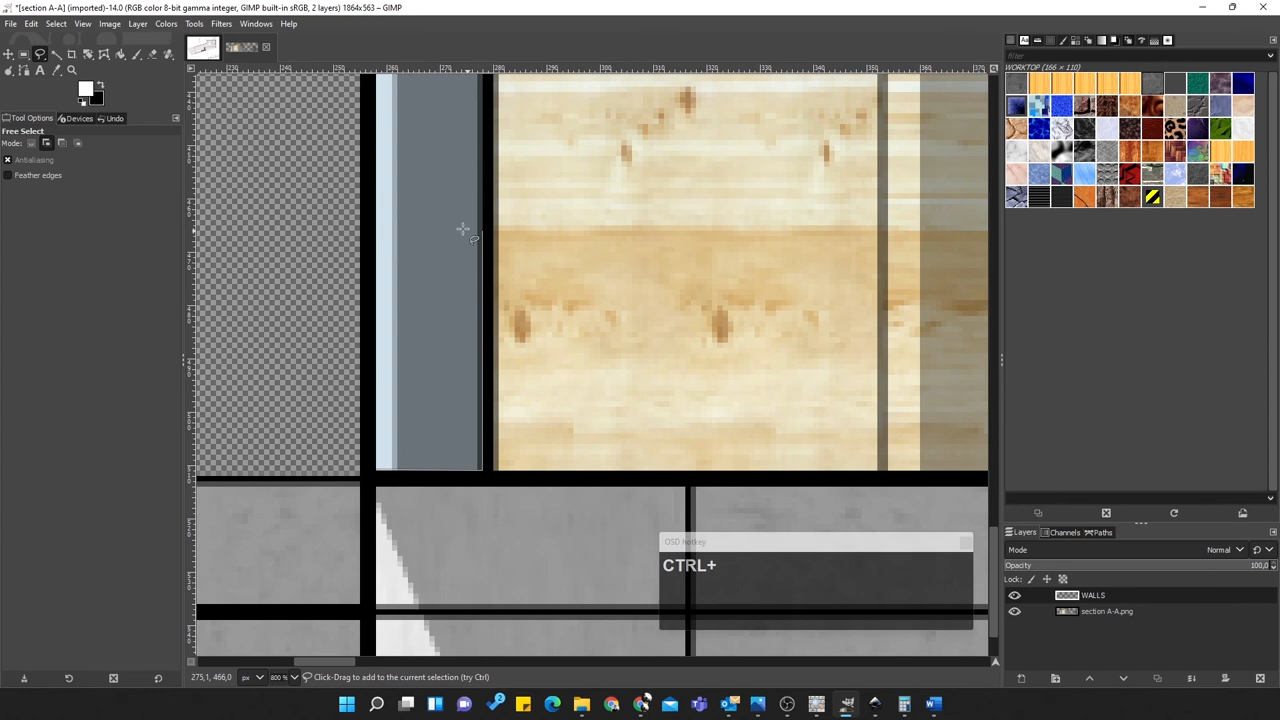 *[section A-A] (imported)-14.0 (RGB color 8-bit gamma integer, GIMP built-in sRGB, 2 layers) 1864x563 – GIMP
File Edit Select View Image Layer Colors Tools Filters Windows Help
Tool Options Devices Undo
Free Select
Mode:
Antialiasing
Feather edges
filter
WORKTOP (166 × 110)
OSD hotkey
CTRL+
Layers Channels Paths
Mode Normal
Opacity 100,0
Lock:
WALLS
section A-A.png
275,1, 466,0 px 800 % Click-Drag to add to the current selection (try Ctrl)